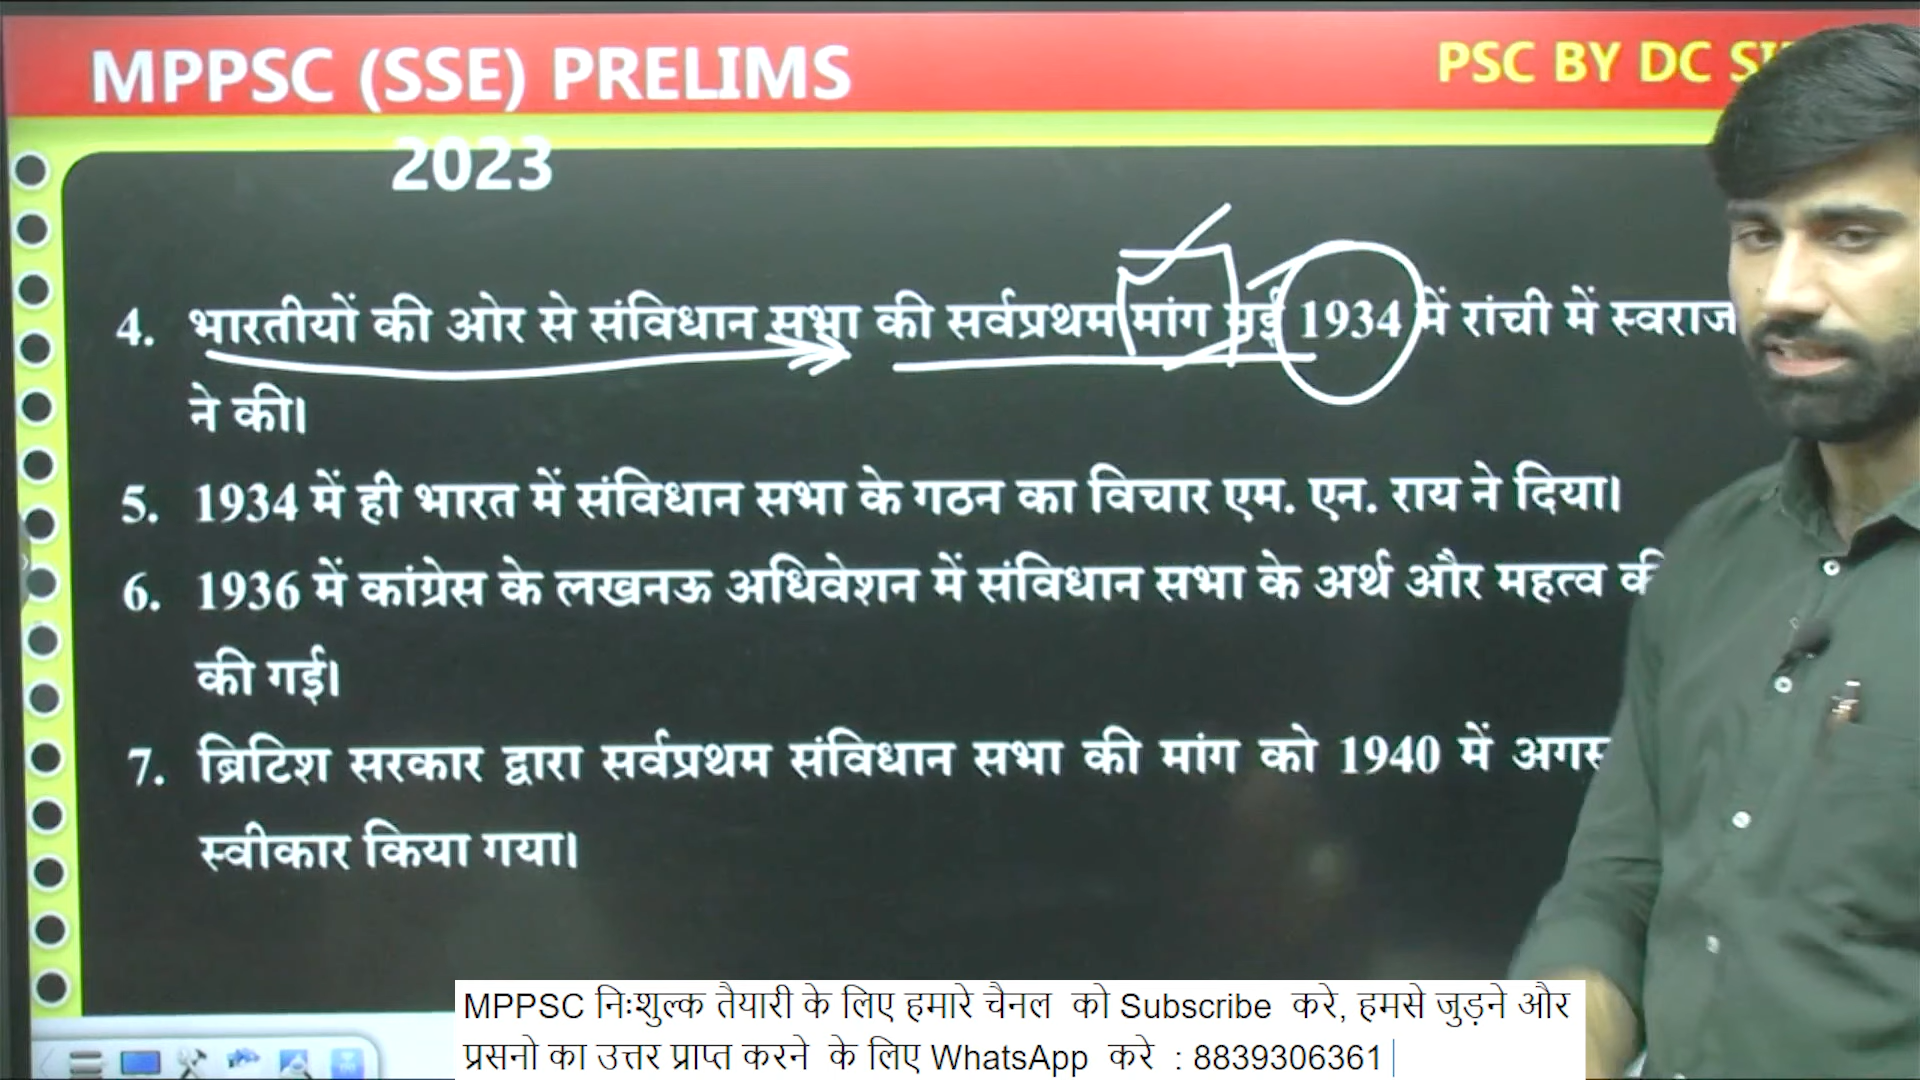 MPPSC (SSE) PRELIMS
PSC BY DC
2023
4. भारतीयों की ओर से संविधान सभा की सर्वप्रथम मांग मई 1934 में रांची में स्वराज
ने की।
5. 1934 में ही भारत में संविधान सभा के गठन का विचार एम. एन. राय ने दिया।
6. 1936 में कांग्रेस के लखनऊ अधिवेशन में संविधान सभा के अर्थ और महत्व की
की गई।
7. ब्रिटिश सरकार द्वारा सर्वप्रथम संविधान सभा की मांग को 1940 में
स्वीकार किया गया।
MPPSC निःशुल्क तैयारी के लिए हमारे चैनल को Subscribe करे, हमसे जुड़ने और
प्रसनो का उत्तर प्राप्त करने के लिए WhatsApp करे : 8839306361